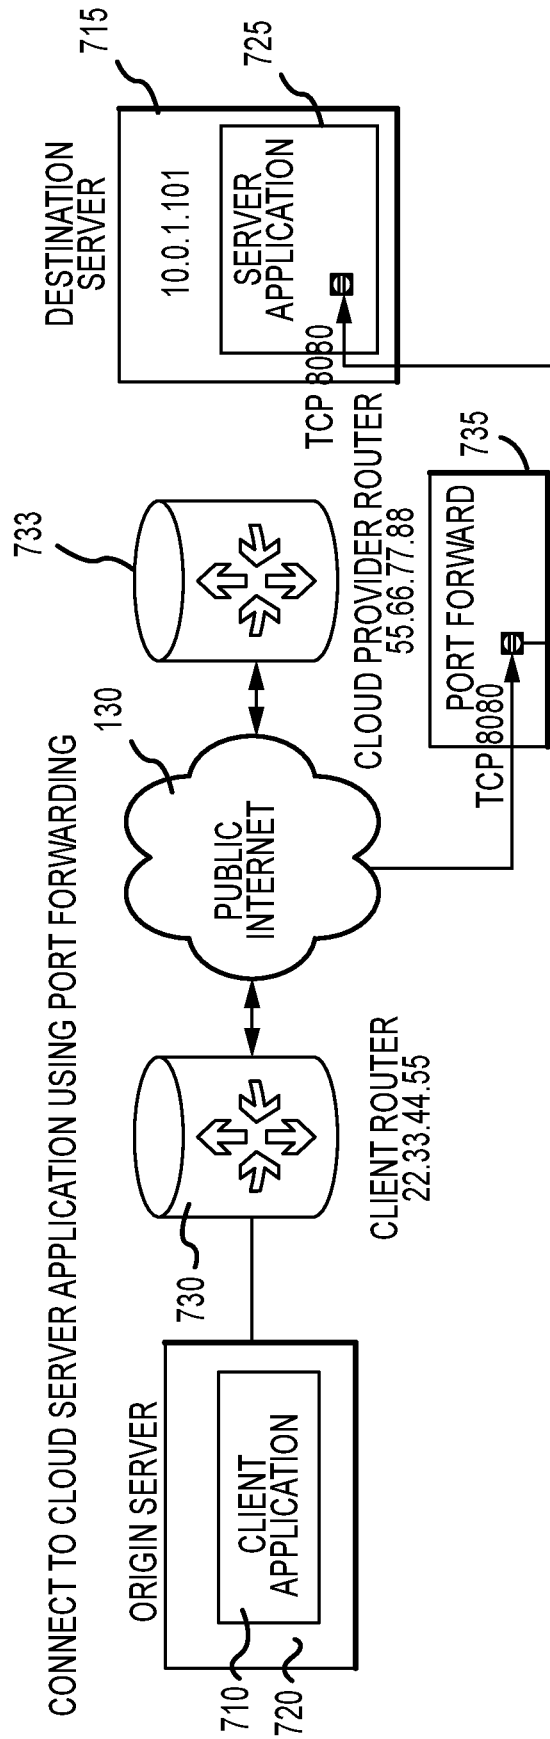 CONNECT TO CLOUD SERVER APPLICATION USING PORT FORWARDING
ORIGIN SERVER
CLIENT
APPLICATION
710
720
730
CLIENT ROUTER
22.33.44.55
PUBLIC
INTERNET
130
733
CLOUD PROVIDER ROUTER
55.66.77.88
TCP 8080
PORT FORWARD
735
DESTINATION
SERVER
10.0.1.101
SERVER
APPLICATION
TCP 8080
715
725